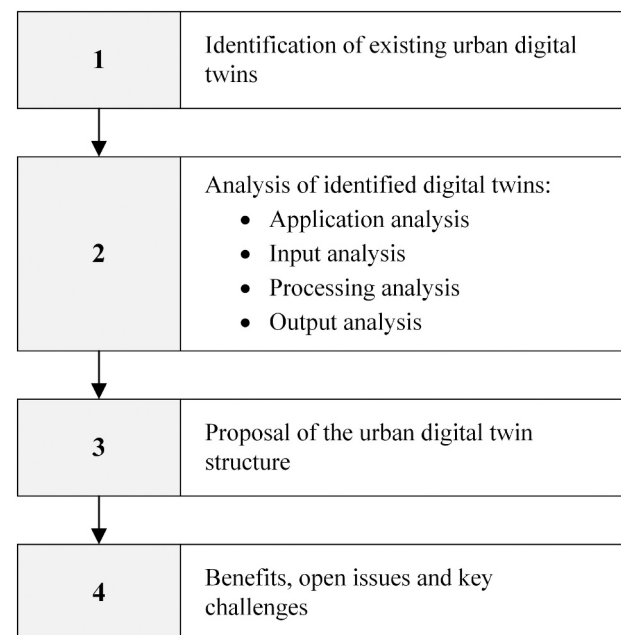 1
Identification of existing urban digital
twins
2
Analysis of identified digital twins:
• Application analysis
• Input analysis
• Processing analysis
• Output analysis
3
Proposal of the urban digital twin
structure
4
Benefits, open issues and key
challenges